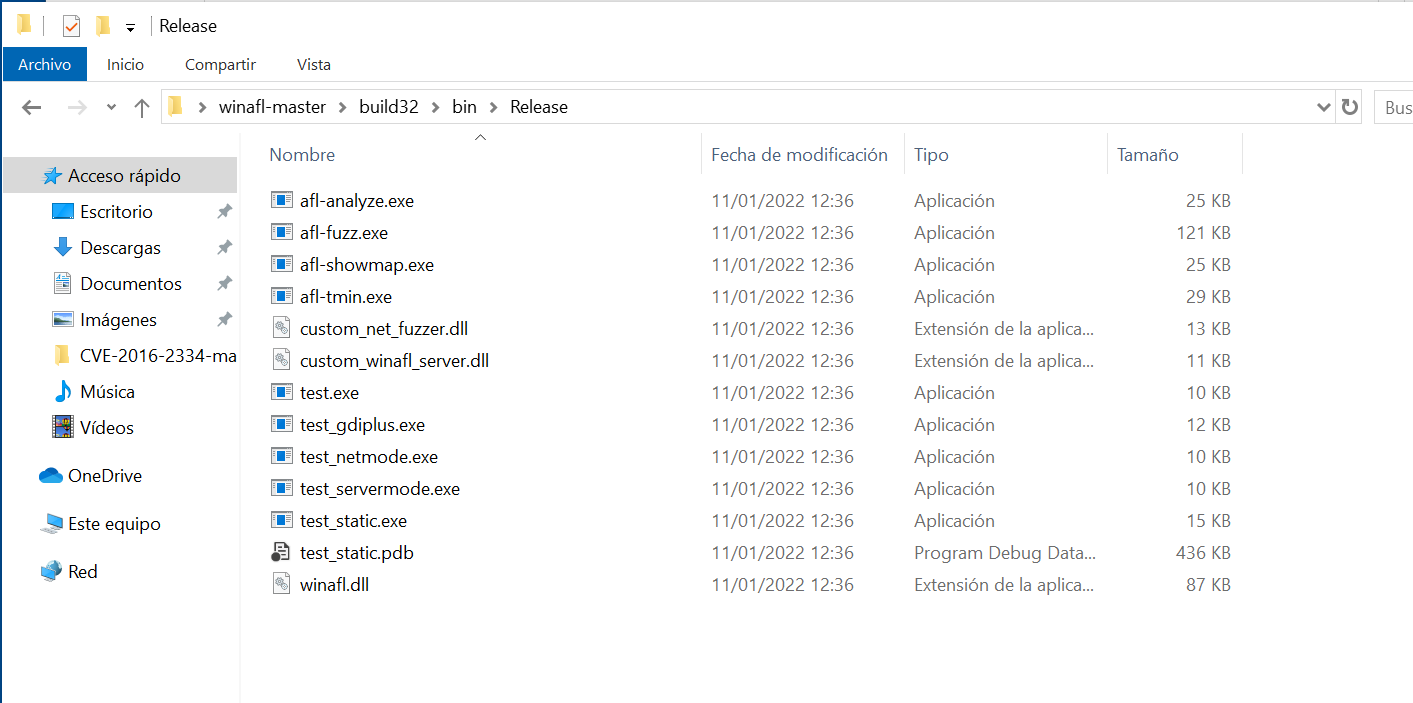 Release
Archivo Inicio Compartir Vista
winafl-master build32 bin Release Bus
Nombre Fecha de modificación Tipo Tamaño
Acceso rápido
Escritorio
Descargas
Documentos
Imágenes
CVE-2016-2334-ma
Música
Vídeos
OneDrive
Este equipo
Red
afl-analyze.exe 11/01/2022 12:36 Aplicación 25 KB
afl-fuzz.exe 11/01/2022 12:36 Aplicación 121 KB
afl-showmap.exe 11/01/2022 12:36 Aplicación 25 KB
afl-tmin.exe 11/01/2022 12:36 Aplicación 29 KB
custom_net_fuzzer.dll 11/01/2022 12:36 Extensión de la aplica... 13 KB
custom_winafl_server.dll 11/01/2022 12:36 Extensión de la aplica... 11 KB
test.exe 11/01/2022 12:36 Aplicación 10 KB
test_gdiplus.exe 11/01/2022 12:36 Aplicación 12 KB
test_netmode.exe 11/01/2022 12:36 Aplicación 10 KB
test_servermode.exe 11/01/2022 12:36 Aplicación 10 KB
test_static.exe 11/01/2022 12:36 Aplicación 15 KB
test_static.pdb 11/01/2022 12:36 Program Debug Data... 436 KB
winafl.dll 11/01/2022 12:36 Extensión de la aplica... 87 KB